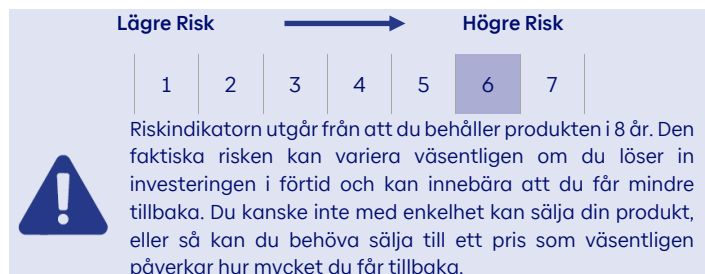 Lägre Risk Högre Risk
1 2 3 4 5 6 7
Riskindikatorn utgår från att du behåller produkten i 8 år. Den
faktiska risken kan variera väsentligen om du löser in
investeringen i förtid och kan innebära att du får mindre
tillbaka. Du kanske inte med enkelhet kan sälja din produkt,
eller så kan du behöva sälja till ett pris som väsentligen
påverkar hur mycket du får tillbaka.